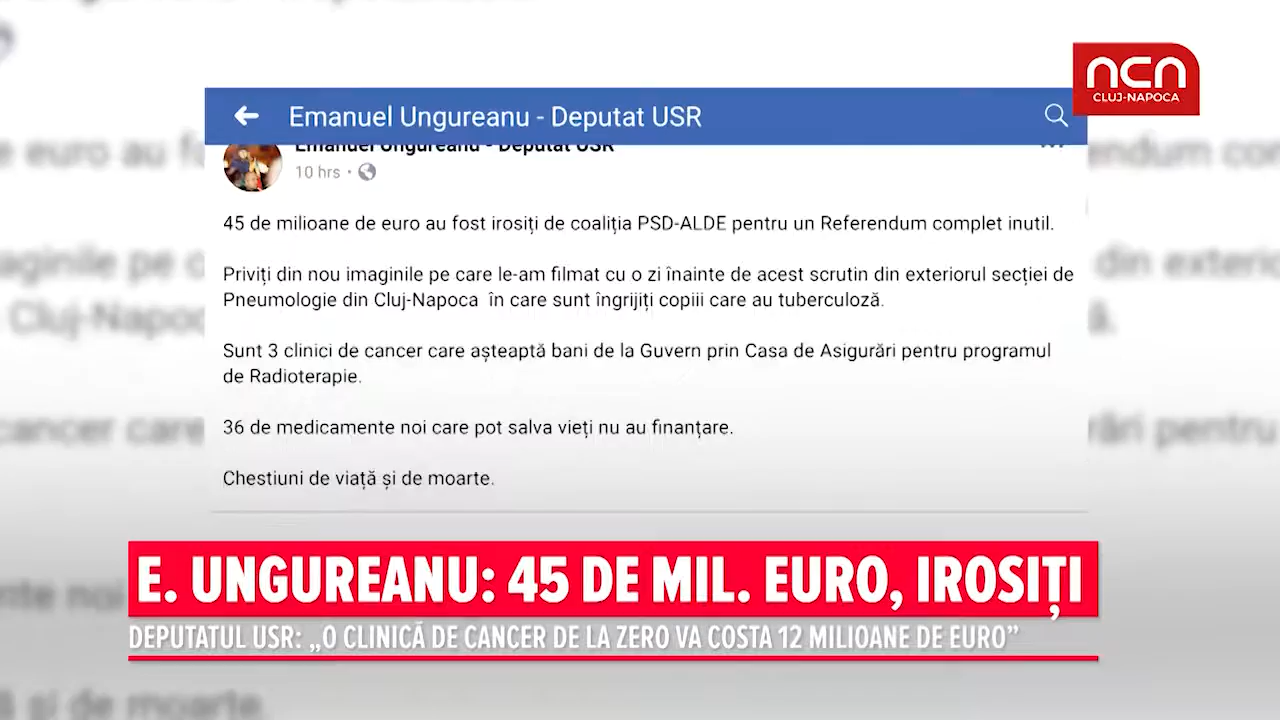 ncn
CLUJ-NAPOCA
Emanuel Ungureanu - Deputat USR
Emanuel Ungureanu - Deputat USR
10 hrs
45 de milioane de euro au fost irosiți de coaliția PSD-ALDE pentru un Referendum complet inutil.
Priviți din nou imaginile pe care le-am filmat cu o zi înainte de acest scrutin din exteriorul secției de
Pneumologie din Cluj-Napoca în care sunt îngrijiți copiii care au tuberculoză.
Sunt 3 clinici de cancer care așteaptă bani de la Guvern prin Casa de Asigurări pentru programul
de Radioterapie.
36 de medicamente noi care pot salva vieți nu au finanțare.
Chestiuni de viață și de moarte.
E. UNGUREANU: 45 DE MIL. EURO, IROSIȚI
DEPUTATUL USR: „O CLINICĂ DE CANCER DE LA ZERO VA COSTA 12 MILIOANE DE EURO”